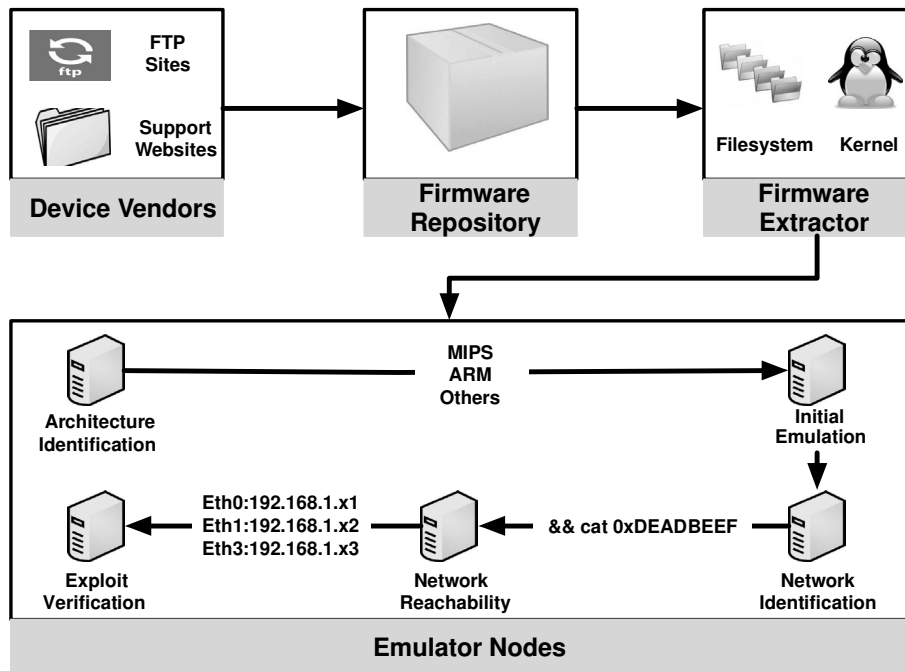 ftp
FTP
Sites
Support
Websites
Device Vendors
Firmware
Repository
Filesystem
Kernel
Firmware
Extractor
Architecture
Identification
MIPS
ARM
Others
Initial
Emulation
Exploit
Verification
Eth0:192.168.1.x1
Eth1:192.168.1.x2
Eth3:192.168.1.x3
Network
Reachability
&& cat 0xDEADBEEF
Network
Identification
Emulator Nodes